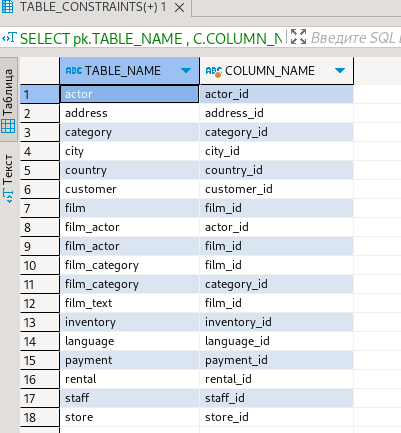 TABLE_CONSTRAINTS(+) 1
SELECT pk.TABLE_NAME , C.COLUMN_N Введите SQL
Таблица
Текст
ABC TABLE_NAME ABC COLUMN_NAME
1 actor actor_id
2 address address_id
3 category category_id
4 city city_id
5 country country_id
6 customer customer_id
7 film film_id
8 film_actor actor_id
9 film_actor film_id
10 film_category film_id
11 film_category category_id
12 film_text film_id
13 inventory inventory_id
14 language language_id
15 payment payment_id
16 rental rental_id
17 staff staff_id
18 store store_id